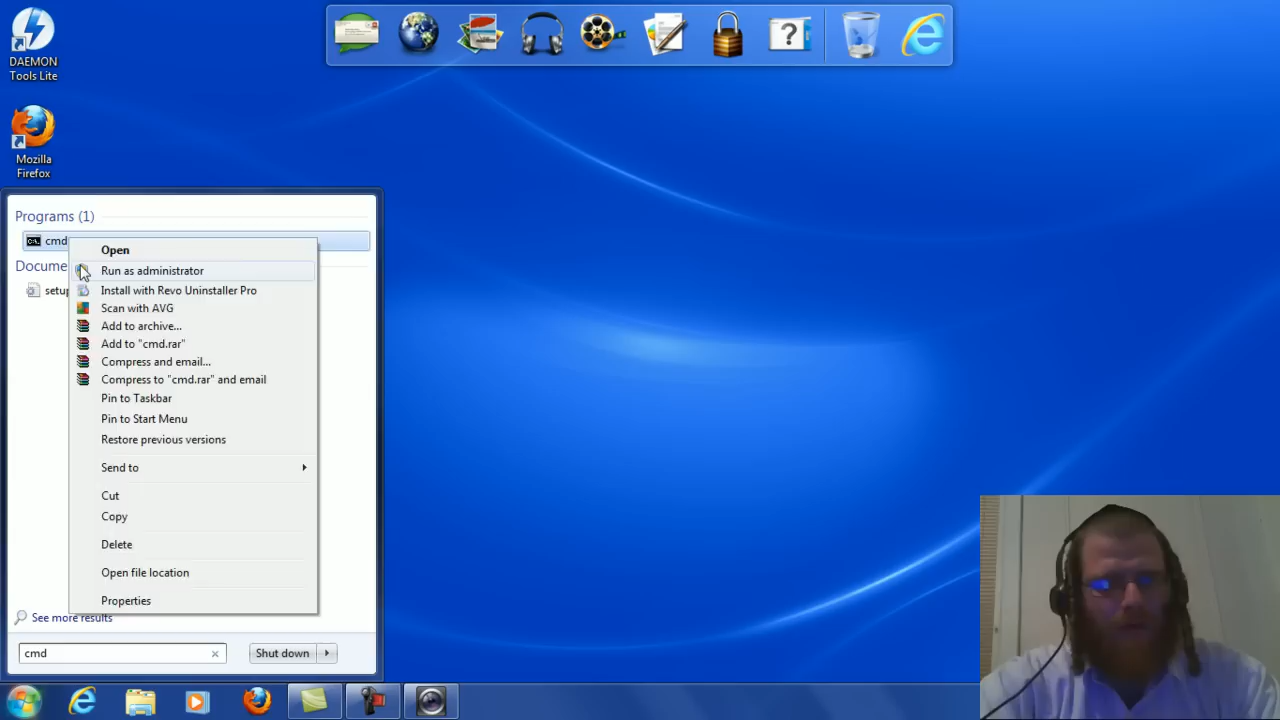 DAEMON
Tools Lite
Mozilla
Firefox
Programs (1)
cmd
Docume
setup
Open
Run as administrator
Install with Revo Uninstaller Pro
Scan with AVG
Add to archive...
Add to "cmd.rar"
Compress and email...
Compress to "cmd.rar" and email
Pin to Taskbar
Pin to Start Menu
Restore previous versions
Send to
Cut
Copy
Delete
Open file location
Properties
See more results
cmd
Shut down